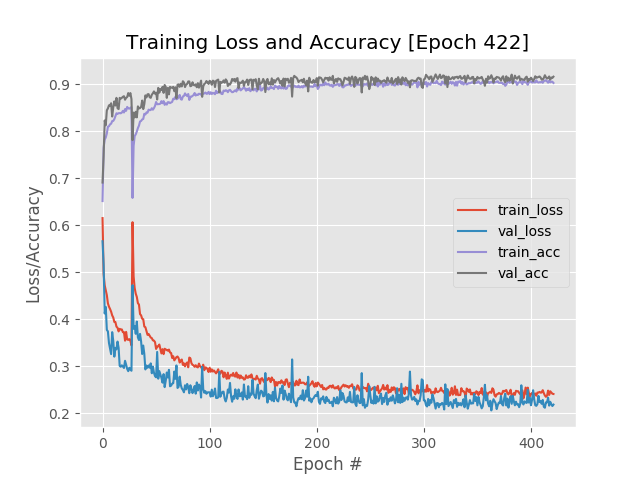 Training Loss and Accuracy [Epoch 422]
Loss/Accuracy
0.9
0.8
0.7
0.6
0.5
0.4
0.3
0.2
train_loss
val_loss
train_acc
val_acc
0 100 200 300 400
Epoch #